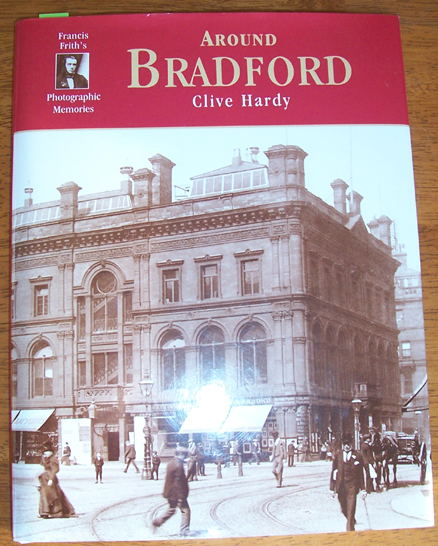 Francis
Frith's
Photographic
Memories
AROUND
BRADFORD
Clive Hardy